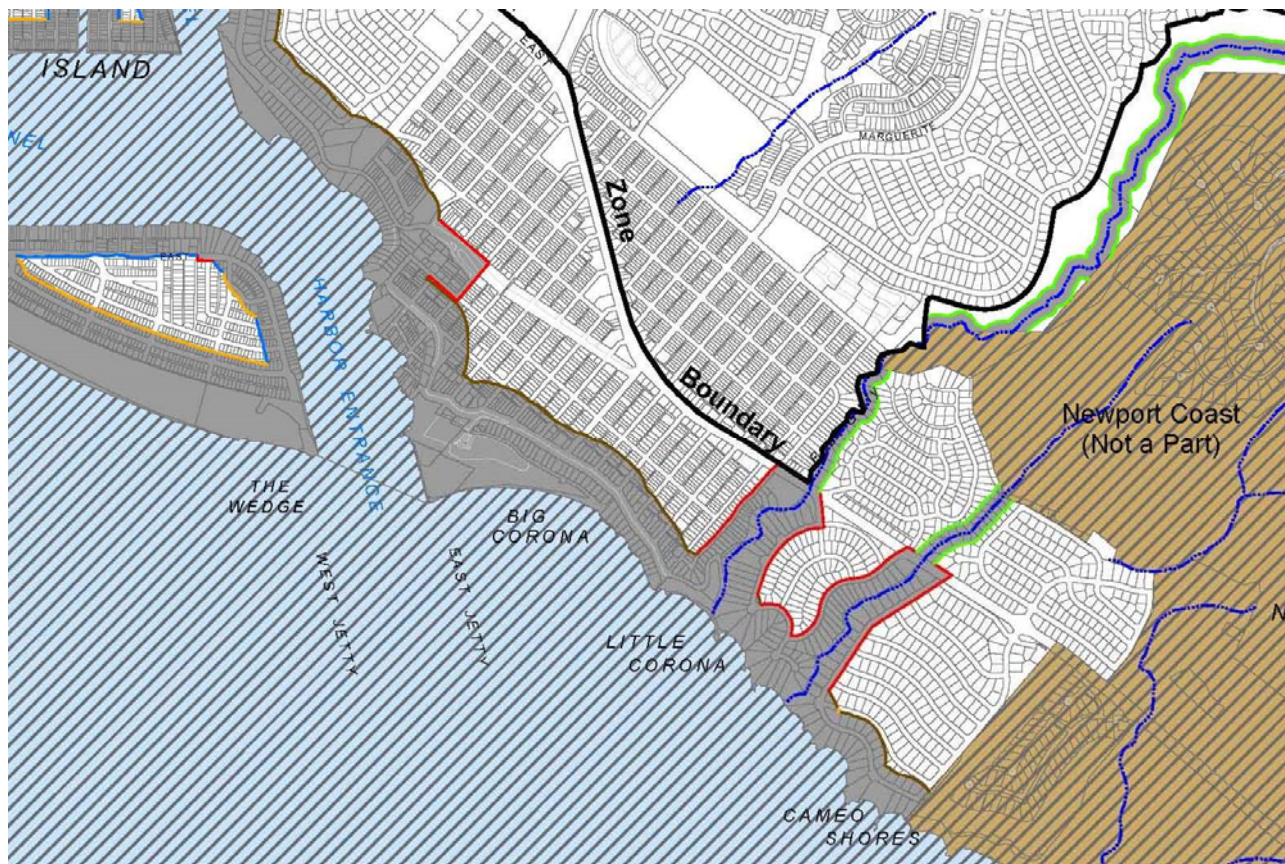 ISLAND
EAST
MARGUERITE
Zone
Boundary
EAST
HARBOR ENTRANCE
Newport Coast
(Not a Part)
THE
WEDGE
BIG
CORONA
WEST JETTY
EAST JETTY
LITTLE
CORONA
CAMEO
SHORES